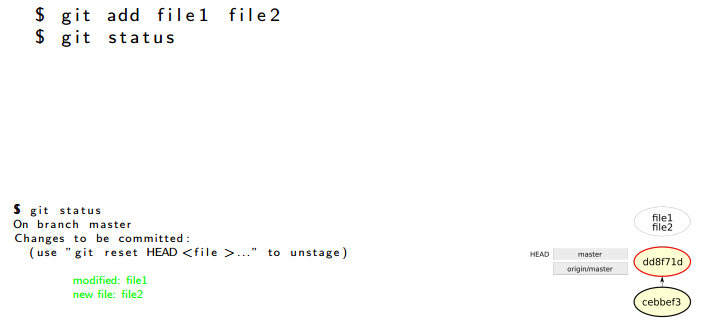 $ git add file1 file2
$ git status
$ git status
On branch master
Changes to be committed:
(use "git reset HEAD <file >..." to unstage)
modified: file1
new file: file2
file1
file2
HEAD
master
origin/master
dd8f71d
cebbef3